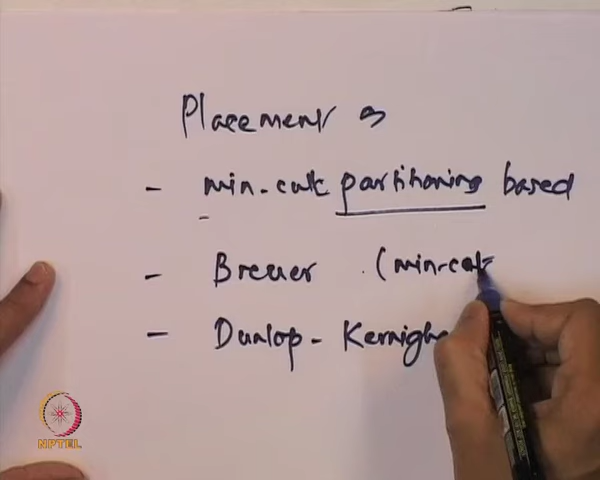 Placement
- min-cut partitioning based
- Breuer (min-cut
- Dunlop - Kernigh
NPTEL